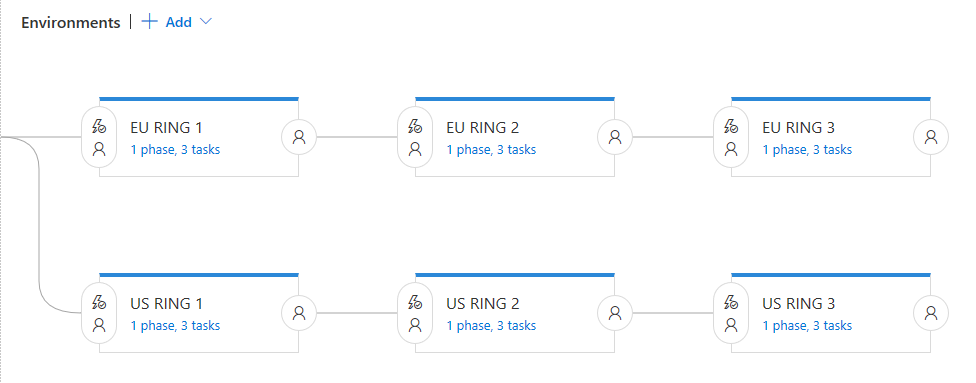 Environments | + Add
EU RING 1
1 phase, 3 tasks
EU RING 2
1 phase, 3 tasks
EU RING 3
1 phase, 3 tasks
US RING 1
1 phase, 3 tasks
US RING 2
1 phase, 3 tasks
US RING 3
1 phase, 3 tasks